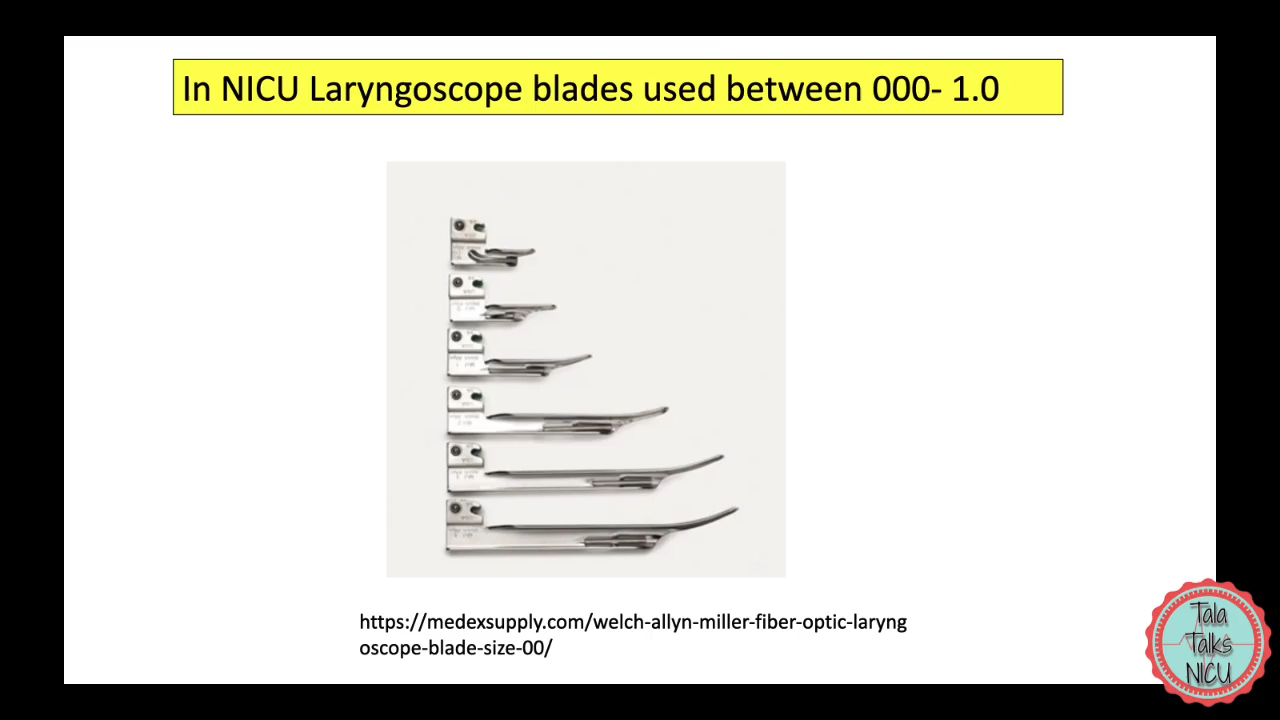 In NICU Laryngoscope blades used between 000- 1.0
https://medexsupply.com/welch-allyn-miller-fiber-optic-laryng
oscope-blade-size-00/
Tala
Talks
NICU